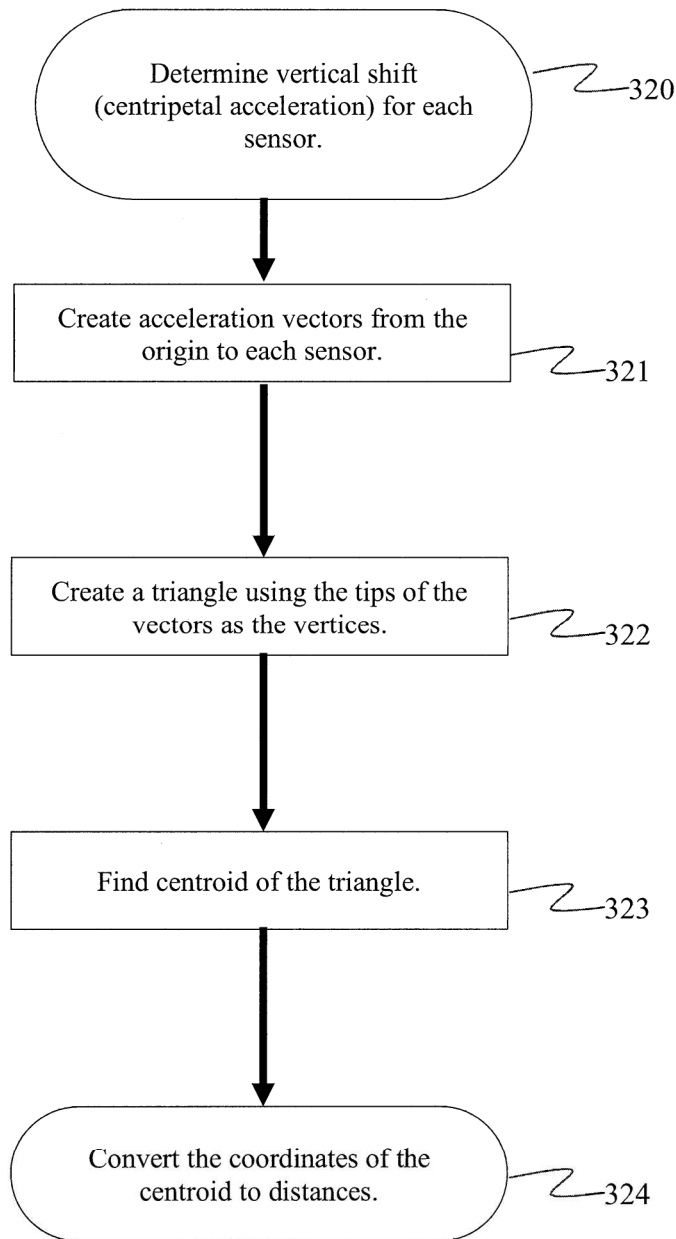 Determine vertical shift
(centripetal acceleration) for each
sensor.
320
Create acceleration vectors from the
origin to each sensor.
321
Create a triangle using the tips of the
vectors as the vertices.
322
Find centroid of the triangle.
323
Convert the coordinates of the
centroid to distances.
324